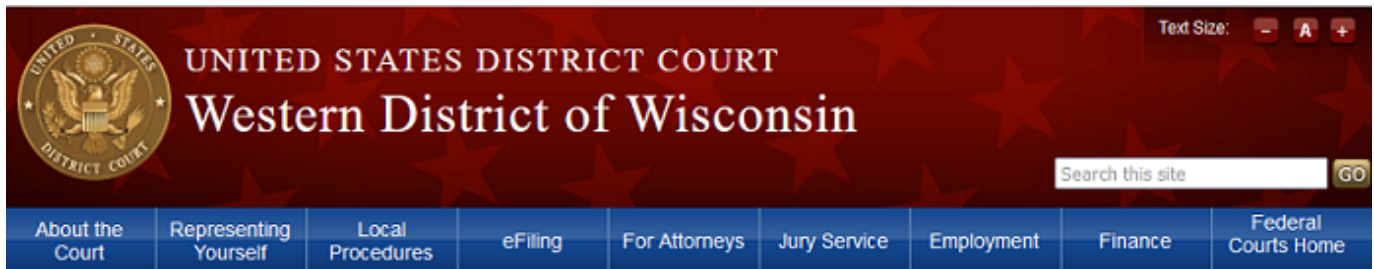 Text Size: - A +
UNITED STATES
DISTRICT COURT
UNITED STATES DISTRICT COURT
Western District of Wisconsin
Search this site GO
About the
Court
Representing
Yourself
Local
Procedures
eFiling
For Attorneys
Jury Service
Employment
Finance
Federal
Courts Home